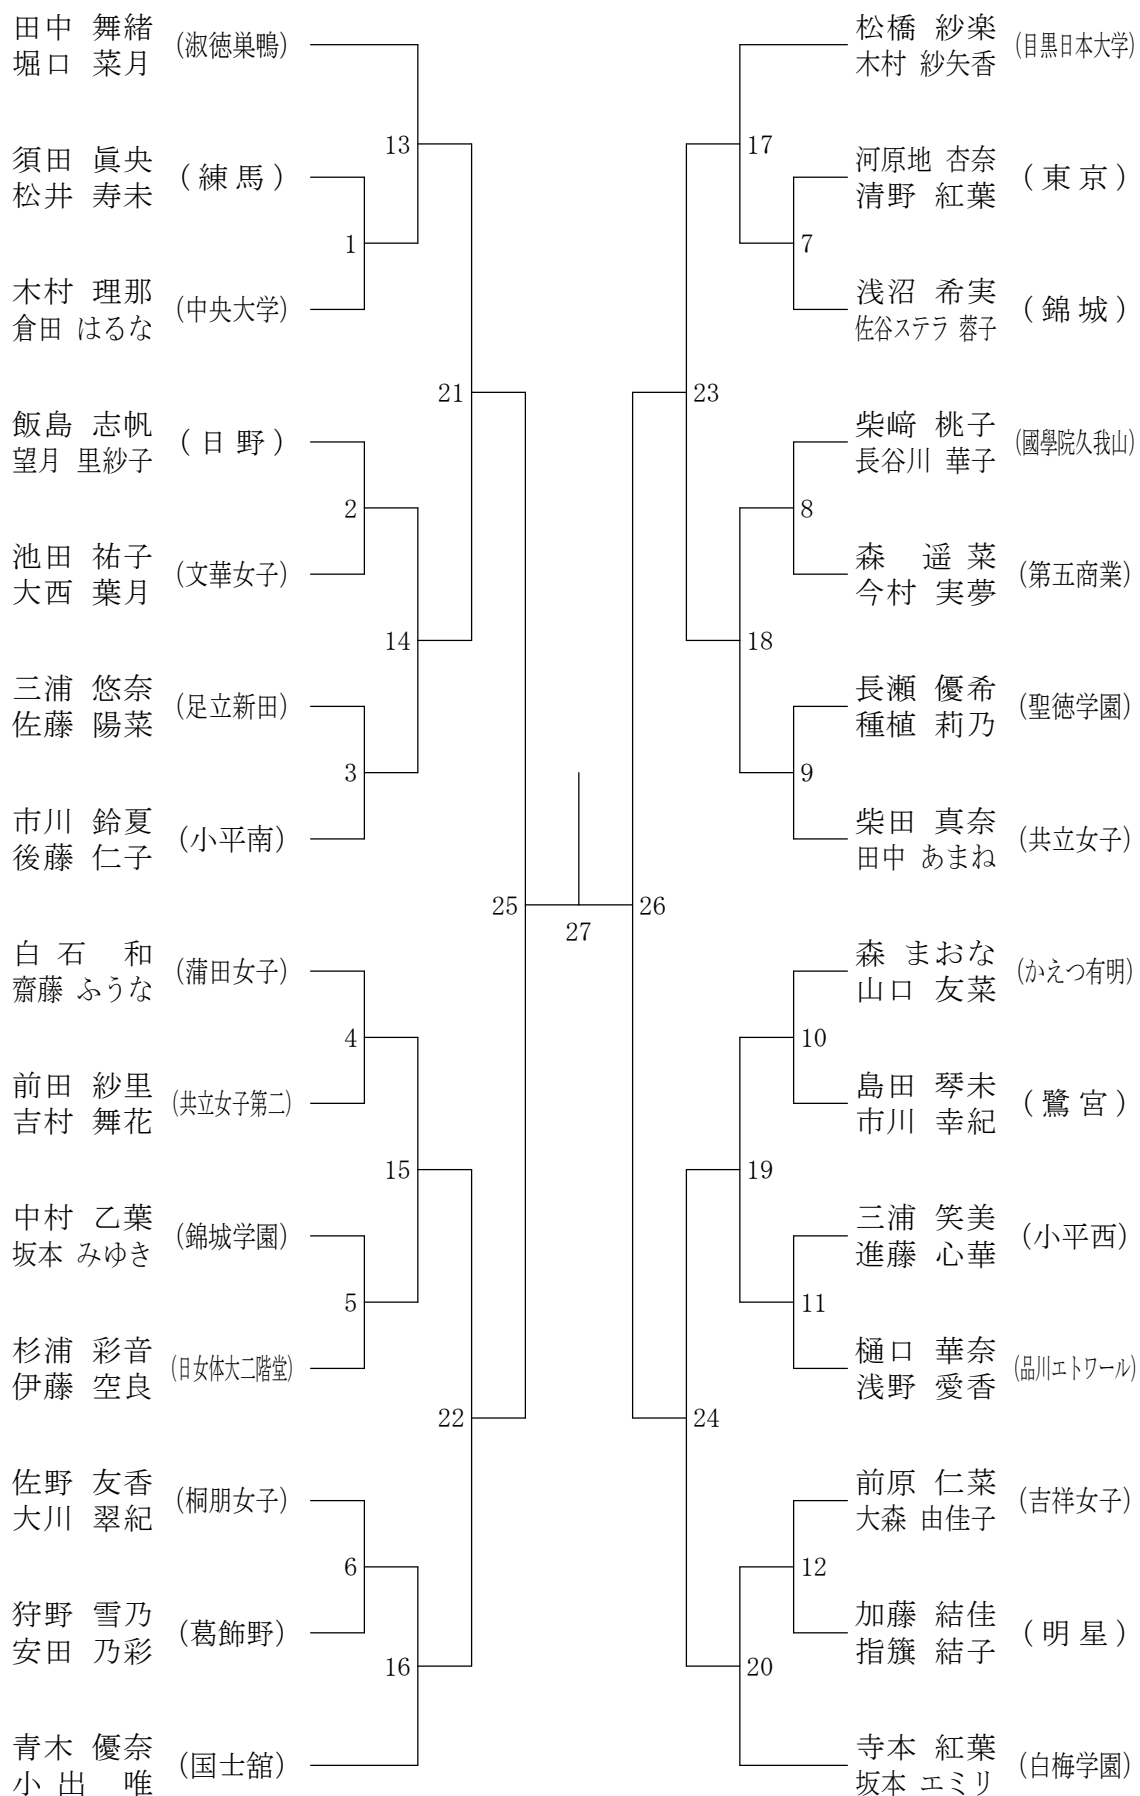 田中 舞緒
堀口 菜月
(淑徳巣鴨)
須田 眞央
松井 寿未
(練馬)
木村 理那
倉田 はるな
(中央大学)
飯島 志帆
望月 里紗子
(日野)
池田 祐子
大西 葉月
(文華女子)
三浦 悠奈
佐藤 陽菜
(足立新田)
市川 鈴夏
後藤 仁子
(小平南)
白石 和
齋藤 ふうな
(蒲田女子)
前田 紗里
吉村 舞花
(共立女子第二)
中村 乙葉
坂本 みゆき
(錦城学園)
杉浦 彩音
伊藤 空良
(日女体大二階堂)
佐野 友香
大川 翠紀
(桐朋女子)
狩野 雪乃
安田 乃彩
(葛飾野)
青木 優奈
小出 唯
(国士舘)
13
1
21
2
14
3
25
4
15
5
22
6
16
27
17
7
23
8
18
9
26
10
19
11
24
12
20
松橋 紗楽
木村 紗矢香
(目黒日本大学)
河原地 杏奈
清野 紅葉
(東京)
浅沼 希実
佐谷ステラ 蓉子
(錦城)
柴﨑 桃子
長谷川 華子
(國學院久我山)
森 遥菜
今村 実夢
(第五商業)
長瀬 優希
種植 莉乃
(聖徳学園)
柴田 真奈
田中 あまね
(共立女子)
森 まおな
山口 友菜
(かえつ有明)
島田 琴未
市川 幸紀
(鷺宮)
三浦 笑美
進藤 心華
(小平西)
樋口 華奈
浅野 愛香
(品川エトワール)
前原 仁菜
大森 由佳子
(吉祥女子)
加藤 結佳
指籏 結子
(明星)
寺本 紅葉
坂本 エミリ
(白梅学園)